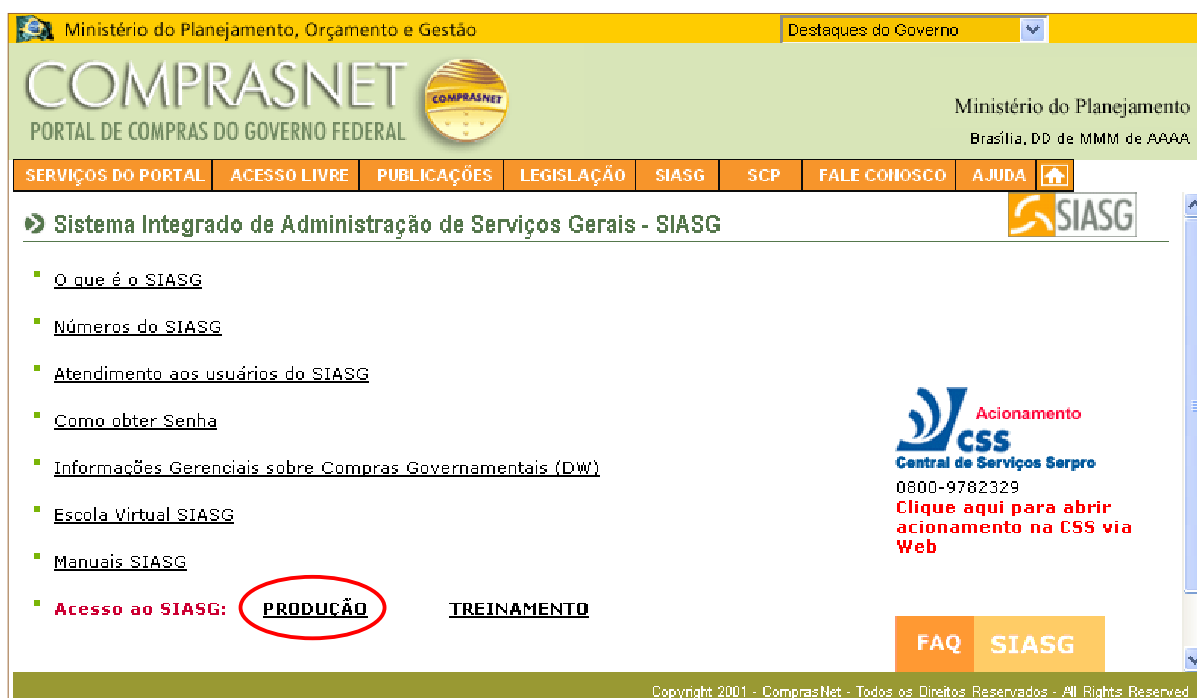 Ministério do Planejamento, Orçamento e Gestão
Destaques do Governo
COMPRASNET
COMPRASNET
PORTAL DE COMPRAS DO GOVERNO FEDERAL
Ministério do Planejamento
Brasília, DD de MMM de AAAA
SERVIÇOS DO PORTAL ACESSO LIVRE PUBLICAÇÕES LEGISLAÇÃO SIASG SCP FALE CONOSCO AJUDA
Sistema Integrado de Administração de Serviços Gerais - SIASG
SIASG
O que é o SIASG
Números do SIASG
Atendimento aos usuários do SIASG
Como obter Senha
Informações Gerenciais sobre Compras Governamentais (DW)
Escola Virtual SIASG
Manuais SIASG
Acesso ao SIASG: PRODUÇÃO TREINAMENTO
Acionamento
CSS
Central de Serviços Serpro
0800-9782329
Clique aqui para abrir
acionamento na CSS via
Web
FAQ SIASG
Copyright 2001 - ComprasNet - Todos os Direitos Reservados - All Rights Reserved